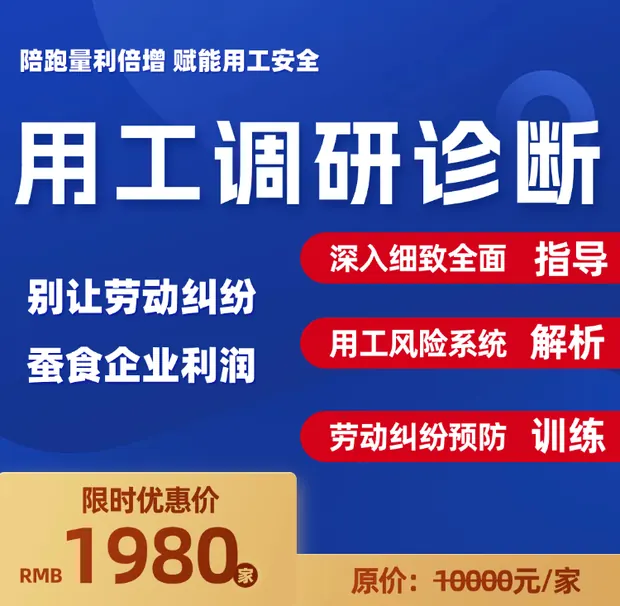 陪跑量利倍增 赋能用工安全
用工调研诊断
别让劳动纠纷
蚕食企业利润
深入细致全面 指导
用工风险系统 解析
劳动纠纷预防 训练
限时优惠价
RMB 1980 家
原价：10000元/家